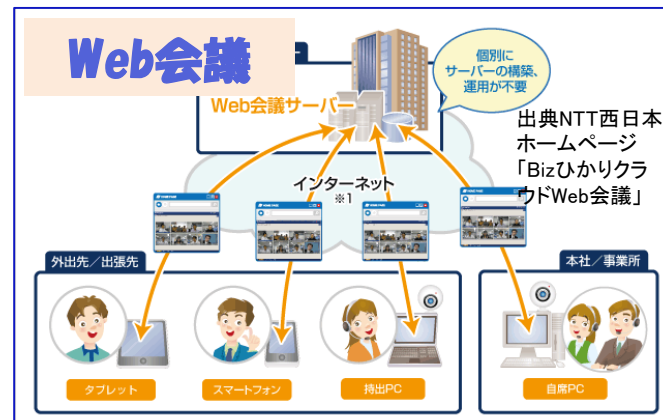 Web会議
ー
Web会議サーバー
個別に
サーバーの構築、
運用が不要
出典NTT西日本
ホームページ
「Bizひかりクラ
ウドWeb会議」
インターネット
※1
外出先／出張先
本社／事業所
タブレット
スマートフォン
持出PC
自席PC